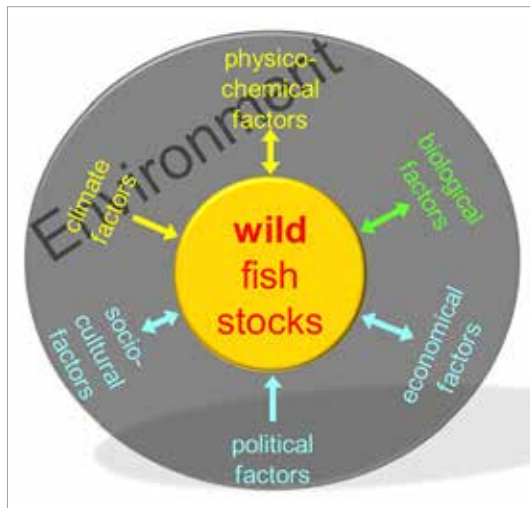 Environment
physico-
chemical
factors
biological
factors
economical
factors
political
factors
socio-
cultural
factors
climate
factors
wild
fish
stocks